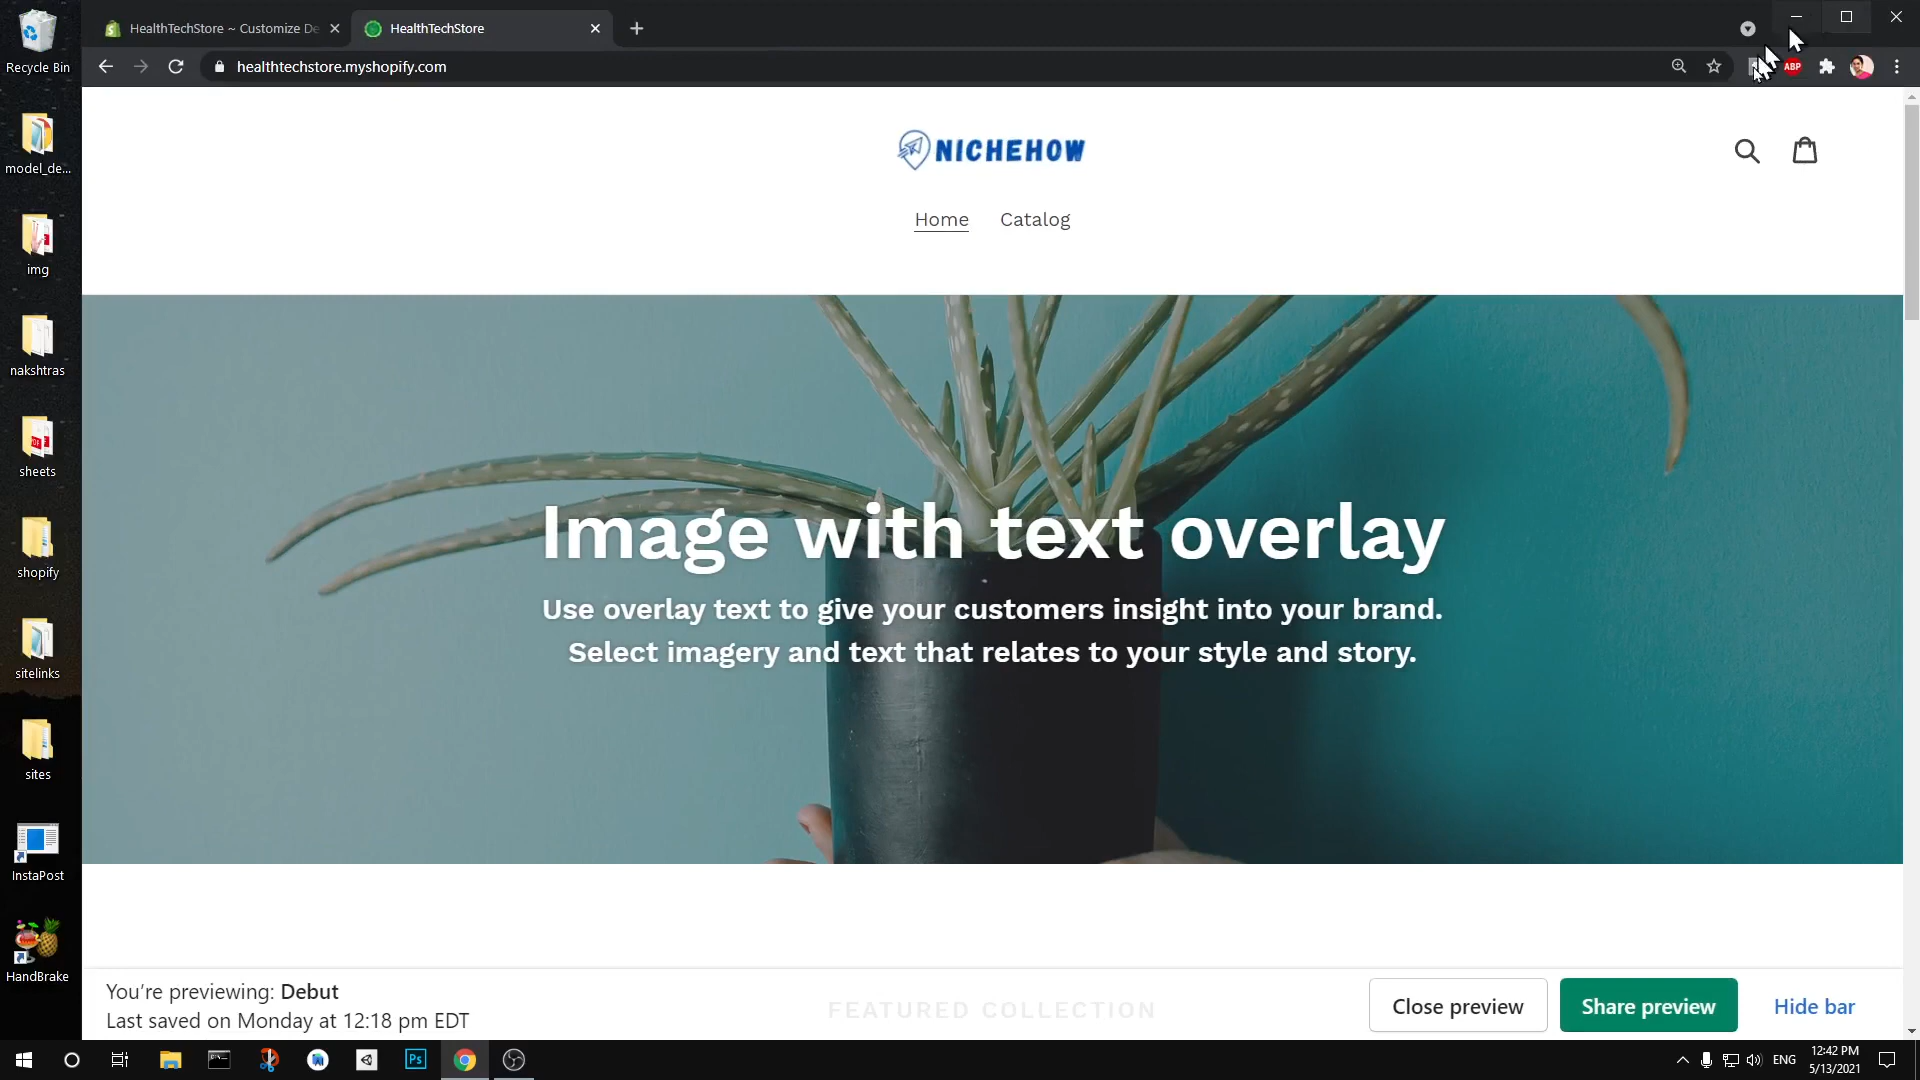 Recycle Bin
model_de...
img
nakshtras
sheets
shopify
sitelinks
sites
InstaPost
HandBrake
HealthTechStore ~ Customize De
HealthTechStore
healthtechstore.myshopify.com
ABP
NICHEHOW
Home Catalog
Image with text overlay
Use overlay text to give your customers insight into your brand.
Select imagery and text that relates to your style and story.
FEATURED COLLECTION
You're previewing: Debut
Last saved on Monday at 12:18 pm EDT
Close preview
Share preview
Hide bar
Ps
ENG
12:42 PM
5/13/2021